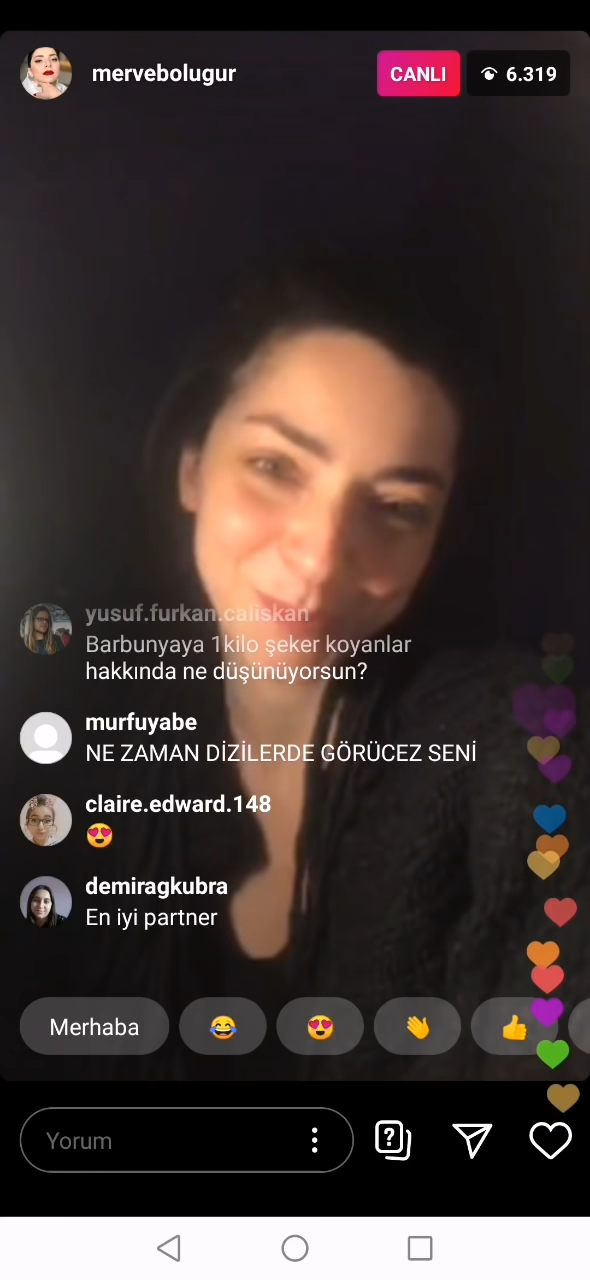 mervebolugur
CANLI
6.319
yusuf.furkan.caliskan
Barbunyaya 1kilo şeker koyanlar
hakkında ne düşünüyorsun?
murfuyabe
NE ZAMAN DİZİLERDE GÖRÜCEZ SENİ
claire.edward.148
😍
demiragkubra
En iyi partner
Merhaba 😂 😍 👋 👍
Yorum